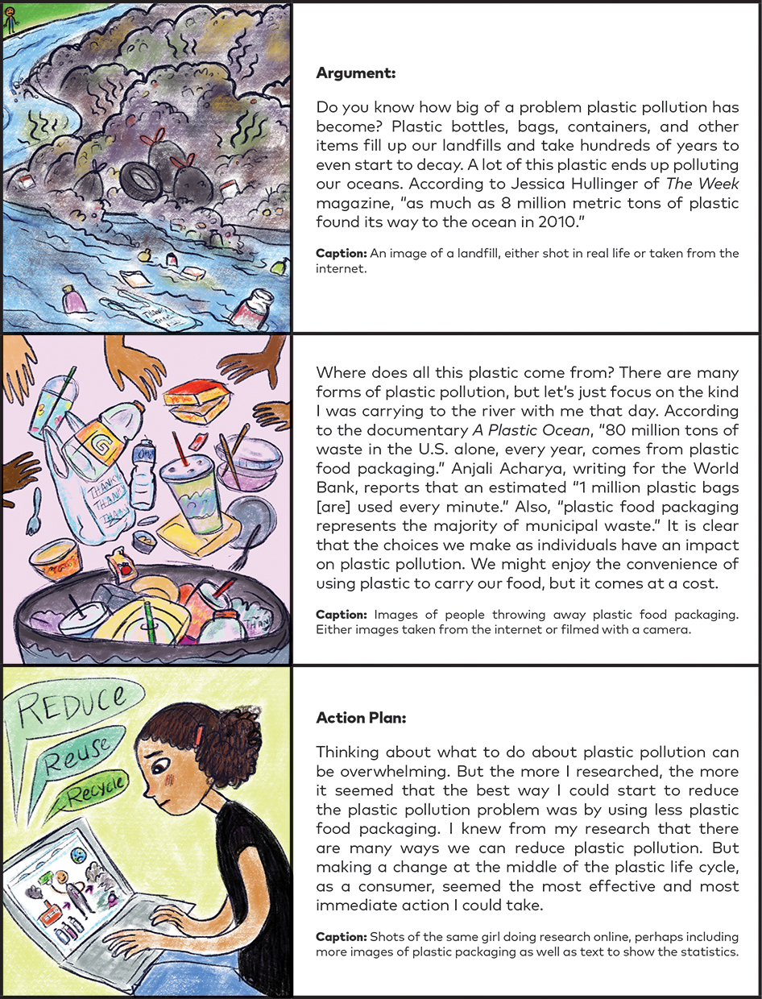 Argument:
Do you know how big of a problem plastic pollution has
become? Plastic bottles, bags, containers, and other
items fill up our landfills and take hundreds of years to
even start to decay. A lot of this plastic ends up polluting
our oceans. According to Jessica Hullinger of The Week
magazine, “as much as 8 million metric tons of plastic
found its way to the ocean in 2010.”
Caption: An image of a landfill, either shot in real life or taken from the
internet.
THANK
THAN
Where does all this plastic come from? There are many
forms of plastic pollution, but let’s just focus on the kind
I was carrying to the river with me that day. According
to the documentary A Plastic Ocean, “80 million tons of
waste in the U.S. alone, every year, comes from plastic
food packaging.” Anjali Acharya, writing for the World
Bank, reports that an estimated “1 million plastic bags
[are] used every minute.” Also, “plastic food packaging
represents the majority of municipal waste.” It is clear
that the choices we make as individuals have an impact
on plastic pollution. We might enjoy the convenience of
using plastic to carry our food, but it comes at a cost.
Caption: Images of people throwing away plastic food packaging.
Either images taken from the internet or filmed with a camera.
G
THANK
THANK
THANK
THAN
Action Plan:
Thinking about what to do about plastic pollution can
be overwhelming. But the more I researched, the more
it seemed that the best way I could start to reduce
the plastic pollution problem was by using less plastic
food packaging. I knew from my research that there
are many ways we can reduce plastic pollution. But
making a change at the middle of the plastic life cycle,
as a consumer, seemed the most effective and most
immediate action I could take.
Caption: Shots of the same girl doing research online, perhaps including
more images of plastic packaging as well as text to show the statistics.
REDUCE
Reuse
Recycle